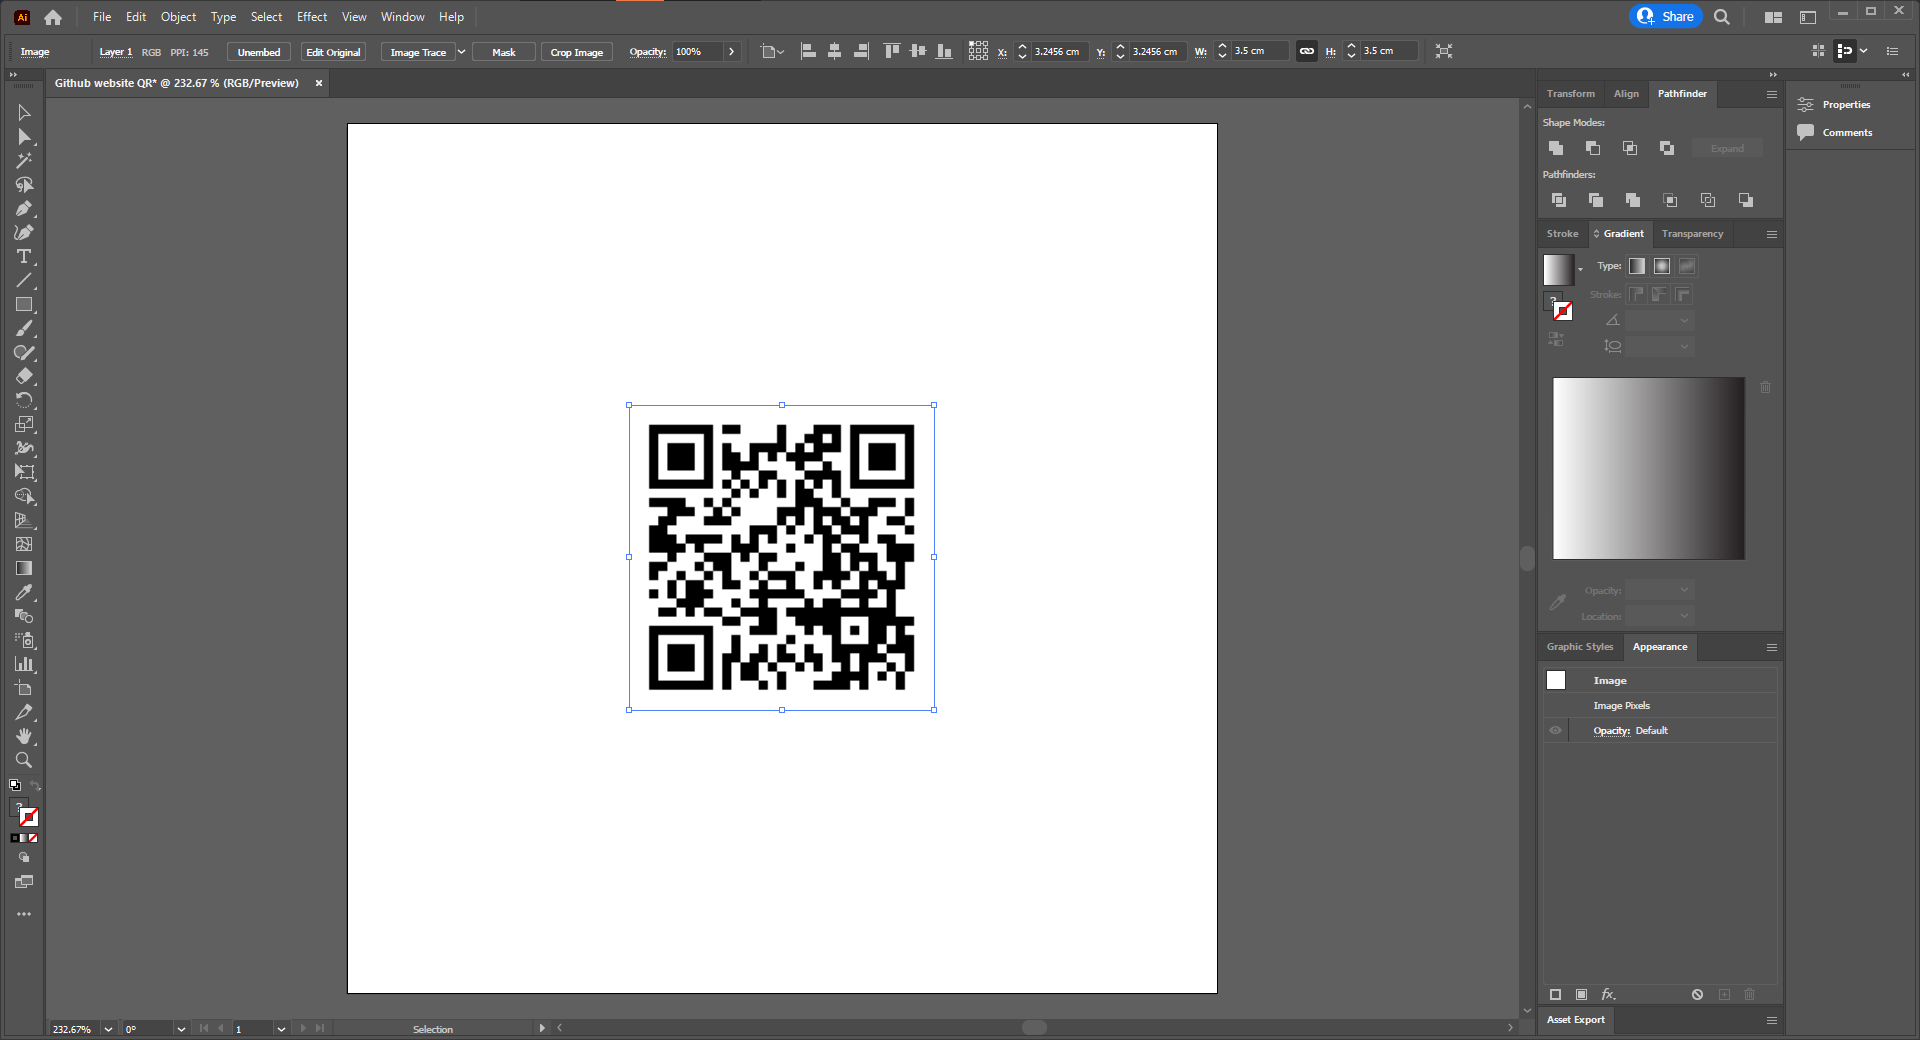 Ai File Edit Object Type Select Effect View Window Help Share
Image Layer 1 RGB PPI: 145 Unembed Edit Original Image Trace Mask Crop Image Opacity: 100% X: 3.2456 cm Y: 3.2456 cm W: 3.5 cm H: 3.5 cm
Github website QR* @ 232.67 % (RGB/Preview)
Transform Align Pathfinder
Shape Modes:
Expand
Pathfinders:
Stroke Gradient Transparency
Type:
Stroke:
?
Opacity:
Location:
Graphic Styles Appearance
Image
Image Pixels
Opacity: Default
fx.
Asset Export
Properties
Comments
?
232.67% 0° 1 Selection